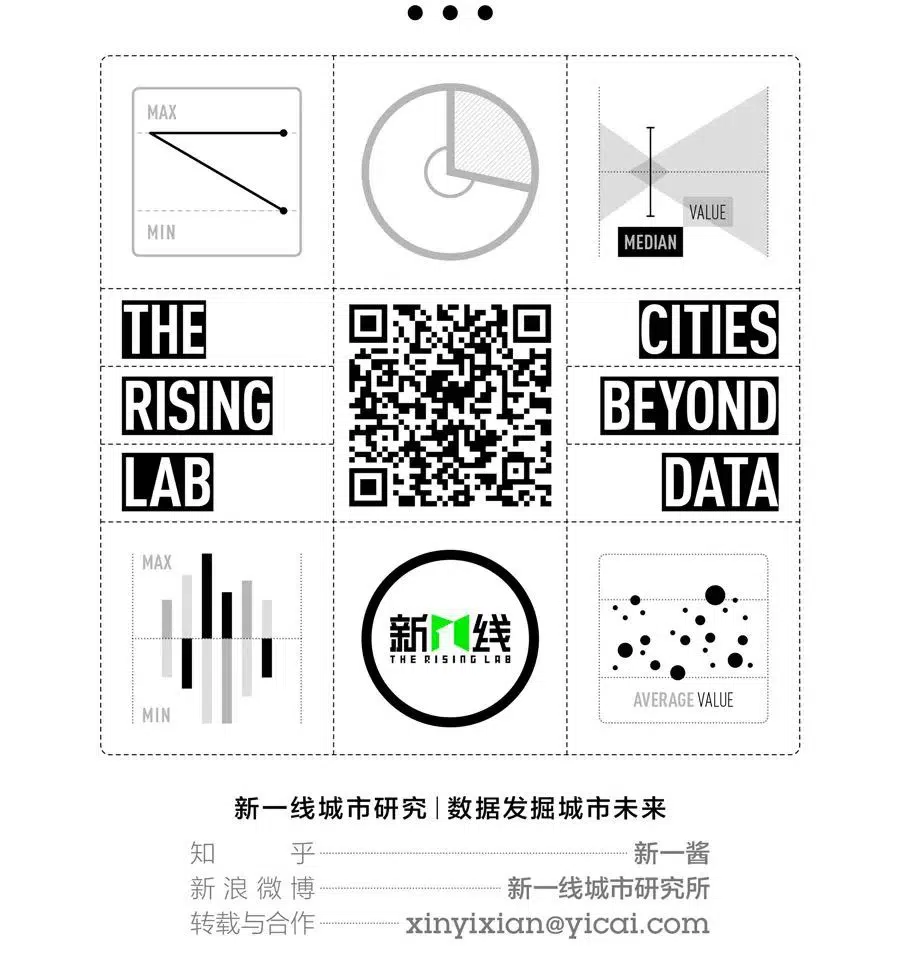 MAX
MIN
VALUE
MEDIAN
THE
RISING
LAB
CITIES
BEYOND
DATA
MAX
MIN
新一线
THE RISING LAB
AVERAGE VALUE
新一线城市研究|数据发掘城市未来
知乎 新一酱
新浪微博 新一线城市研究所
转载与合作 xinyixian@yicai.com